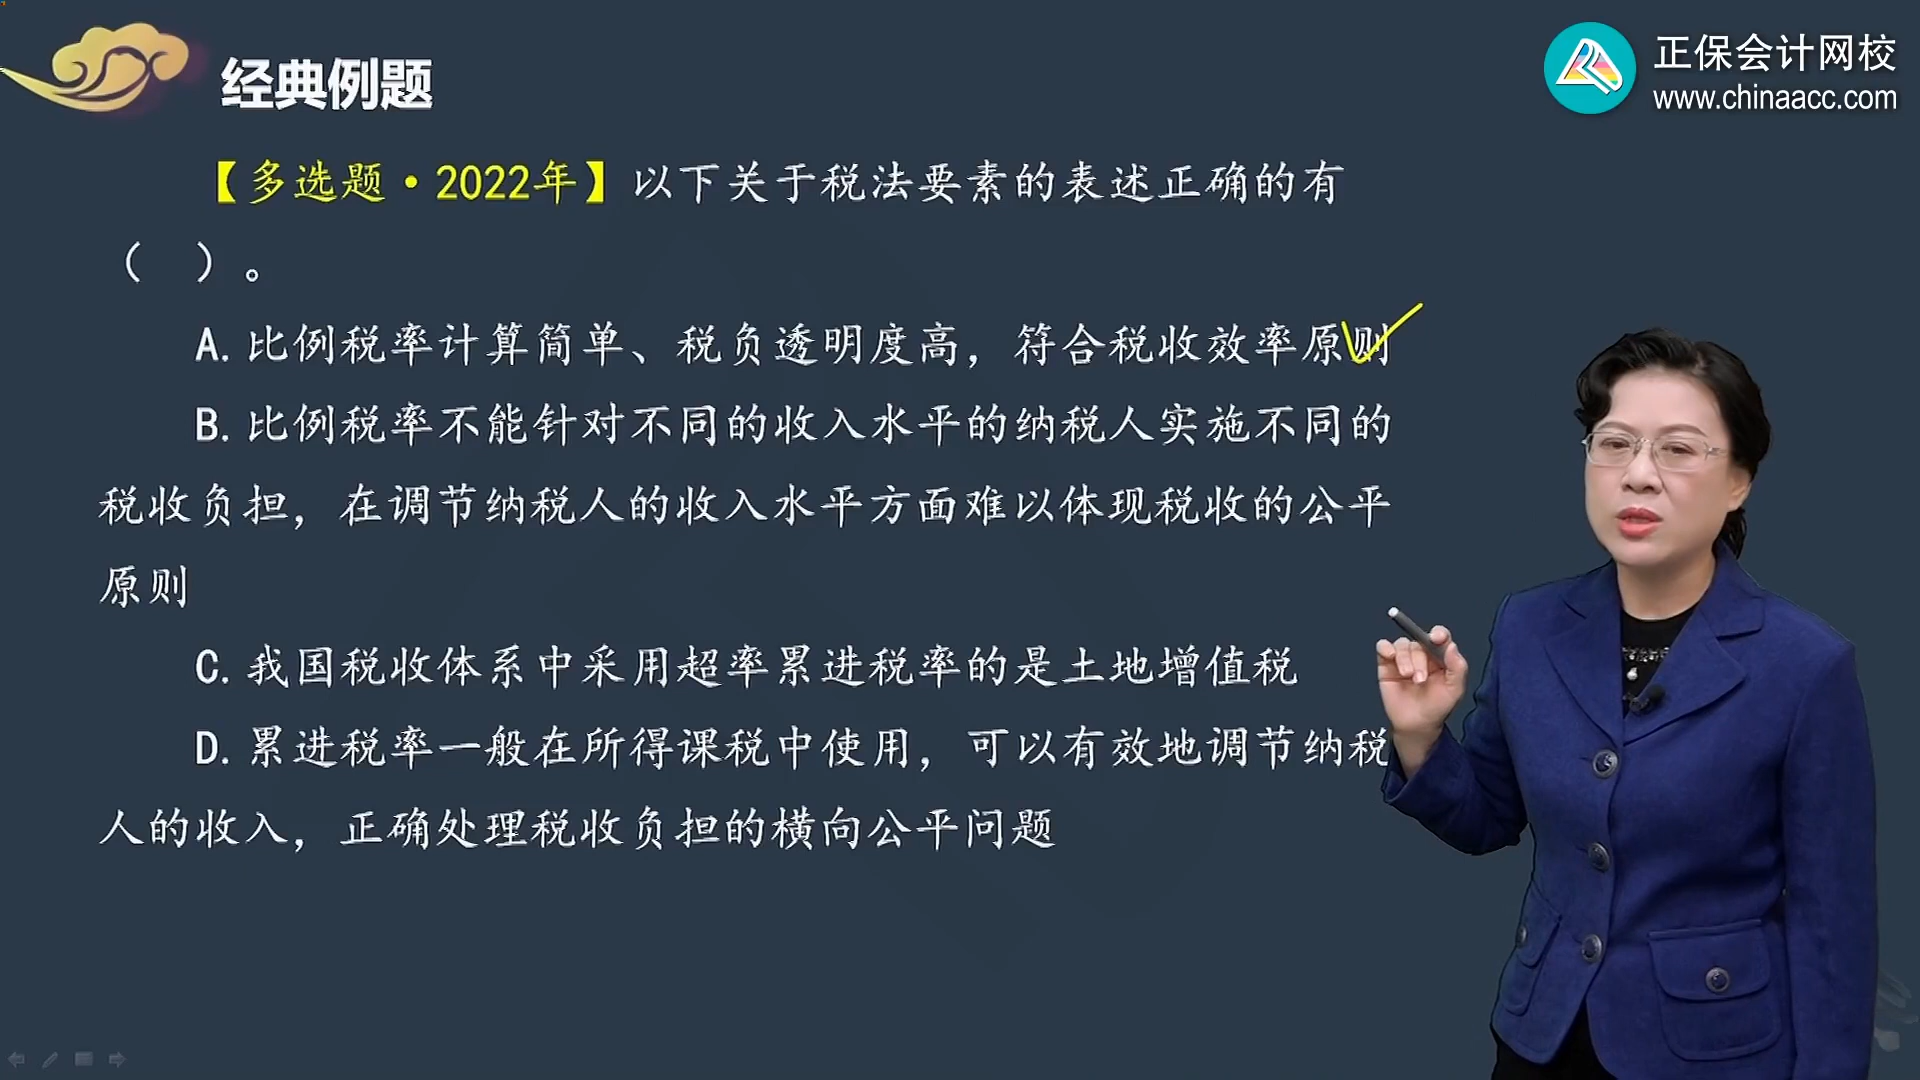 经典例题
正保会计网校
www.chinaacc.com
【多选题·2022年】以下关于税法要素的表述正确的有
（ ）。
A.比例税率计算简单、税负透明度高，符合税收效率原则
B.比例税率不能针对不同的收入水平的纳税人实施不同的
税收负担，在调节纳税人的收入水平方面难以体现税收的公平
原则
C.我国税收体系中采用超率累进税率的是土地增值税
D.累进税率一般在所得课税中使用，可以有效地调节纳税
人的收入，正确处理税收负担的横向公平问题